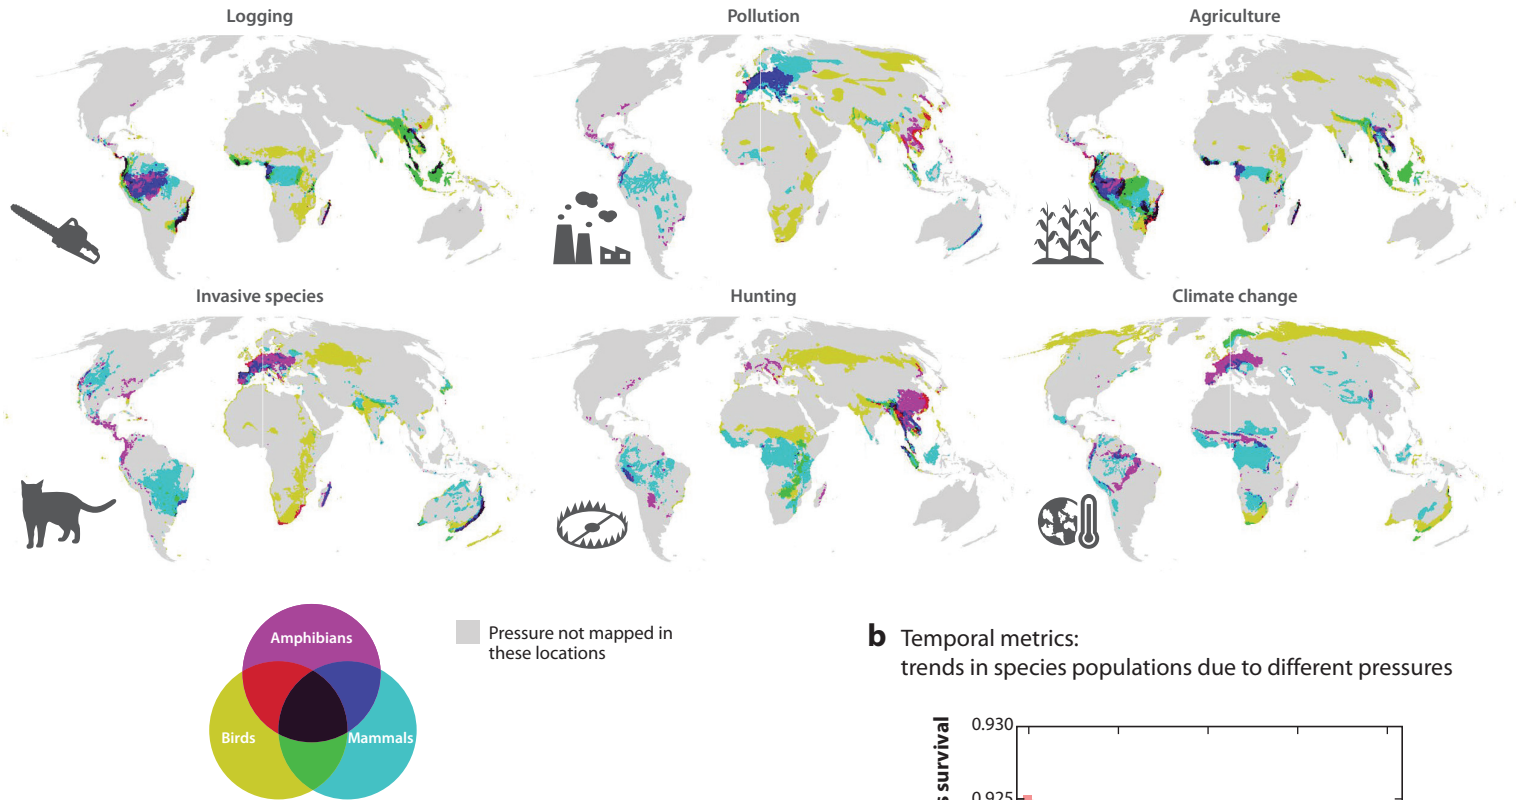 Logging
Pollution
Agriculture
Invasive species
Hunting
Climate change
Amphibians
Birds
Mammals
Pressure not mapped in
these locations
b Temporal metrics:
trends in species populations due to different pressures
survival
0.930
0.925